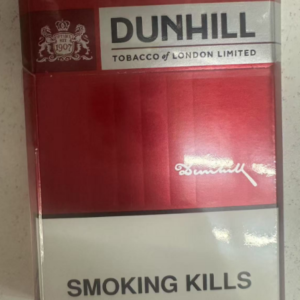 DUNHILL
TOBACCO of LONDON LIMITED
1907
Dunhill
SMOKING KILLS